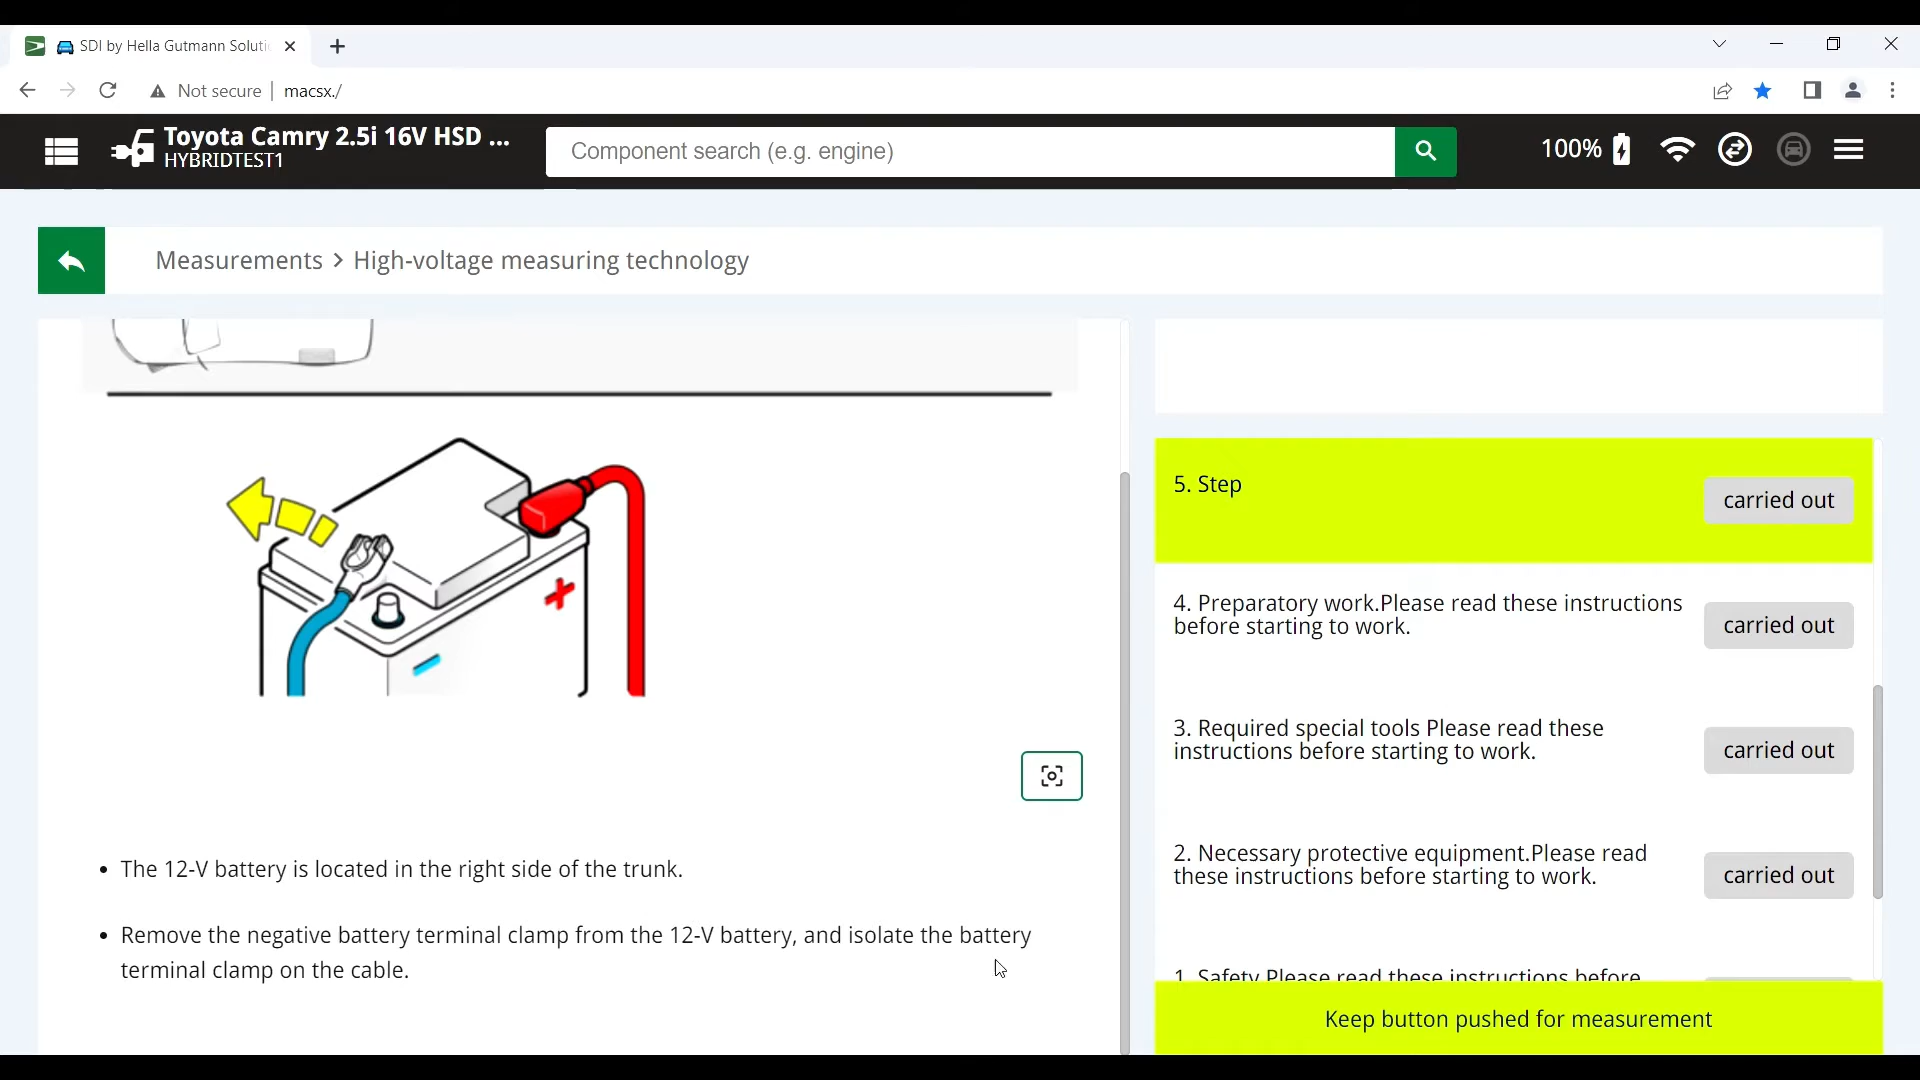 SDI by Hella Gutmann Soluti
Not secure
macsx./
Toyota Camry 2.5i 16V HSD ...
HYBRIDTEST1
Component search (e.g. engine)
100%
Measurements > High-voltage measuring technology
+
-
• The 12-V battery is located in the right side of the trunk.
• Remove the negative battery terminal clamp from the 12-V battery, and isolate the battery
terminal clamp on the cable.
5. Step
carried out
4. Preparatory work.Please read these instructions
before starting to work.
carried out
3. Required special tools Please read these
instructions before starting to work.
carried out
2. Necessary protective equipment.Please read
these instructions before starting to work.
carried out
1. Safety Please read these instructions before
Keep button pushed for measurement